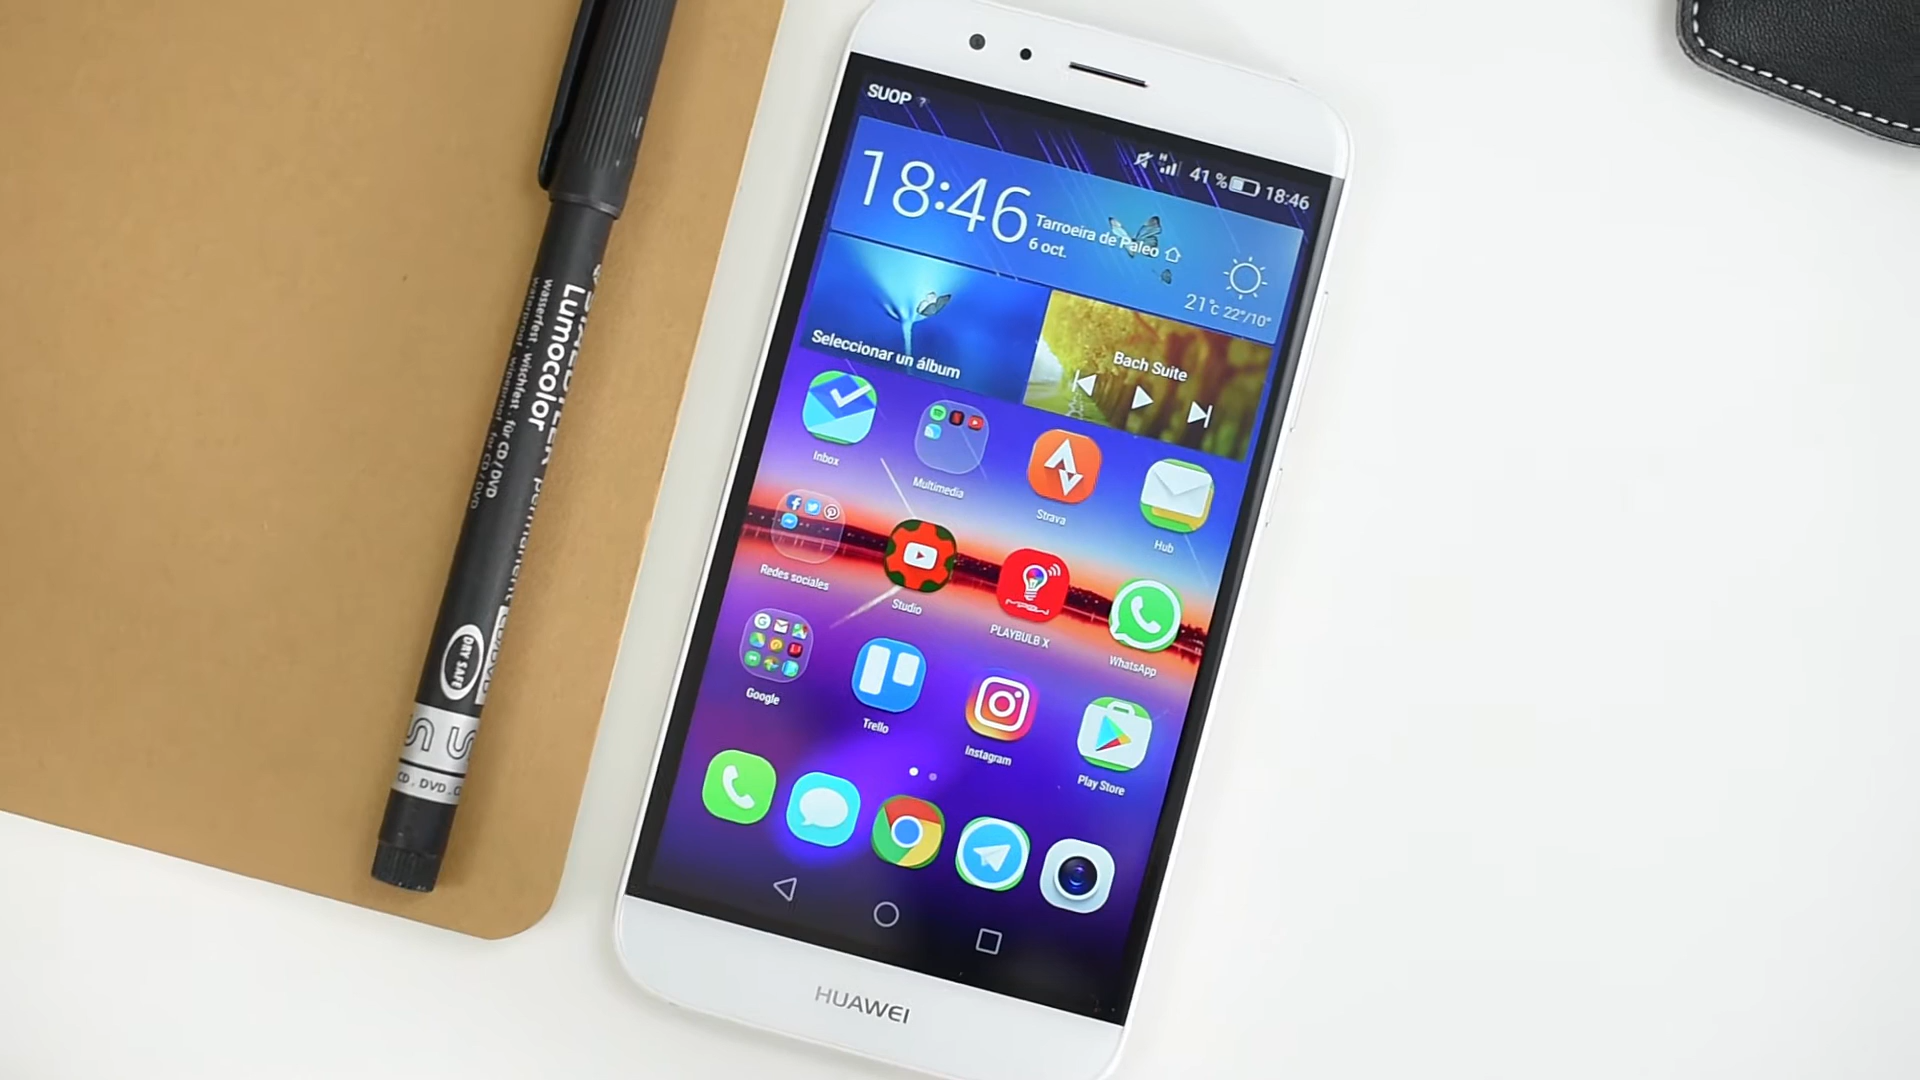 SUOP ?
41 % 18:46
18:46
Tarroeira de Paleo
6 oct.
21°c 22°/10°
Seleccionar un álbum
Bach Suite
Inbox
Multimedia
Strava
Hub
Redes sociales
Studio
PLAYBULB X
WhatsApp
Google
Trello
Instagram
Play Store
HUAWEI
STAEDTLER permanent
Lumocolor
wasserfest. wischfest. für CD/DVD
waterproof. wipeproof. for CD/DVD
DRY SAFE
CD . DVD .